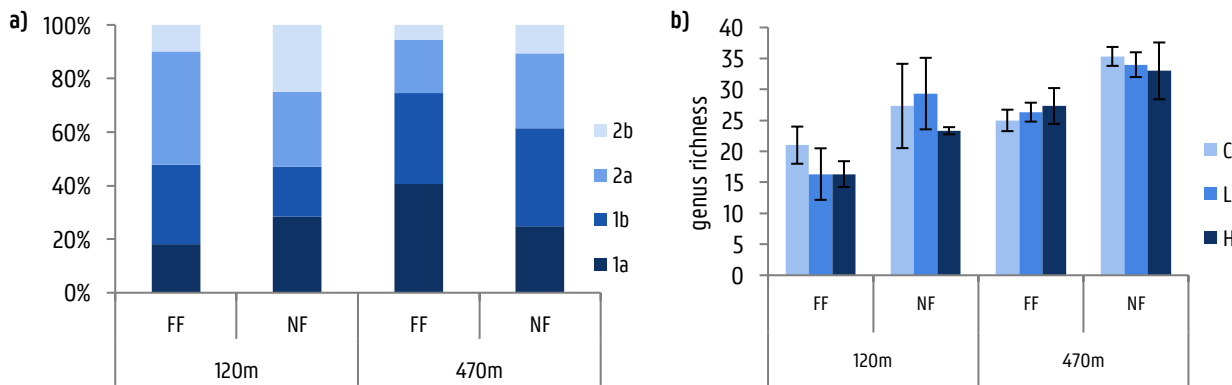 a)
100%
80%
60%
40%
20%
0%
FF
NF
FF
NF
120m
470m
2b
2a
1b
1a
b)
genus richness
40
35
30
25
20
15
10
5
0
FF
NF
FF
NF
120m
470m
C
L
H